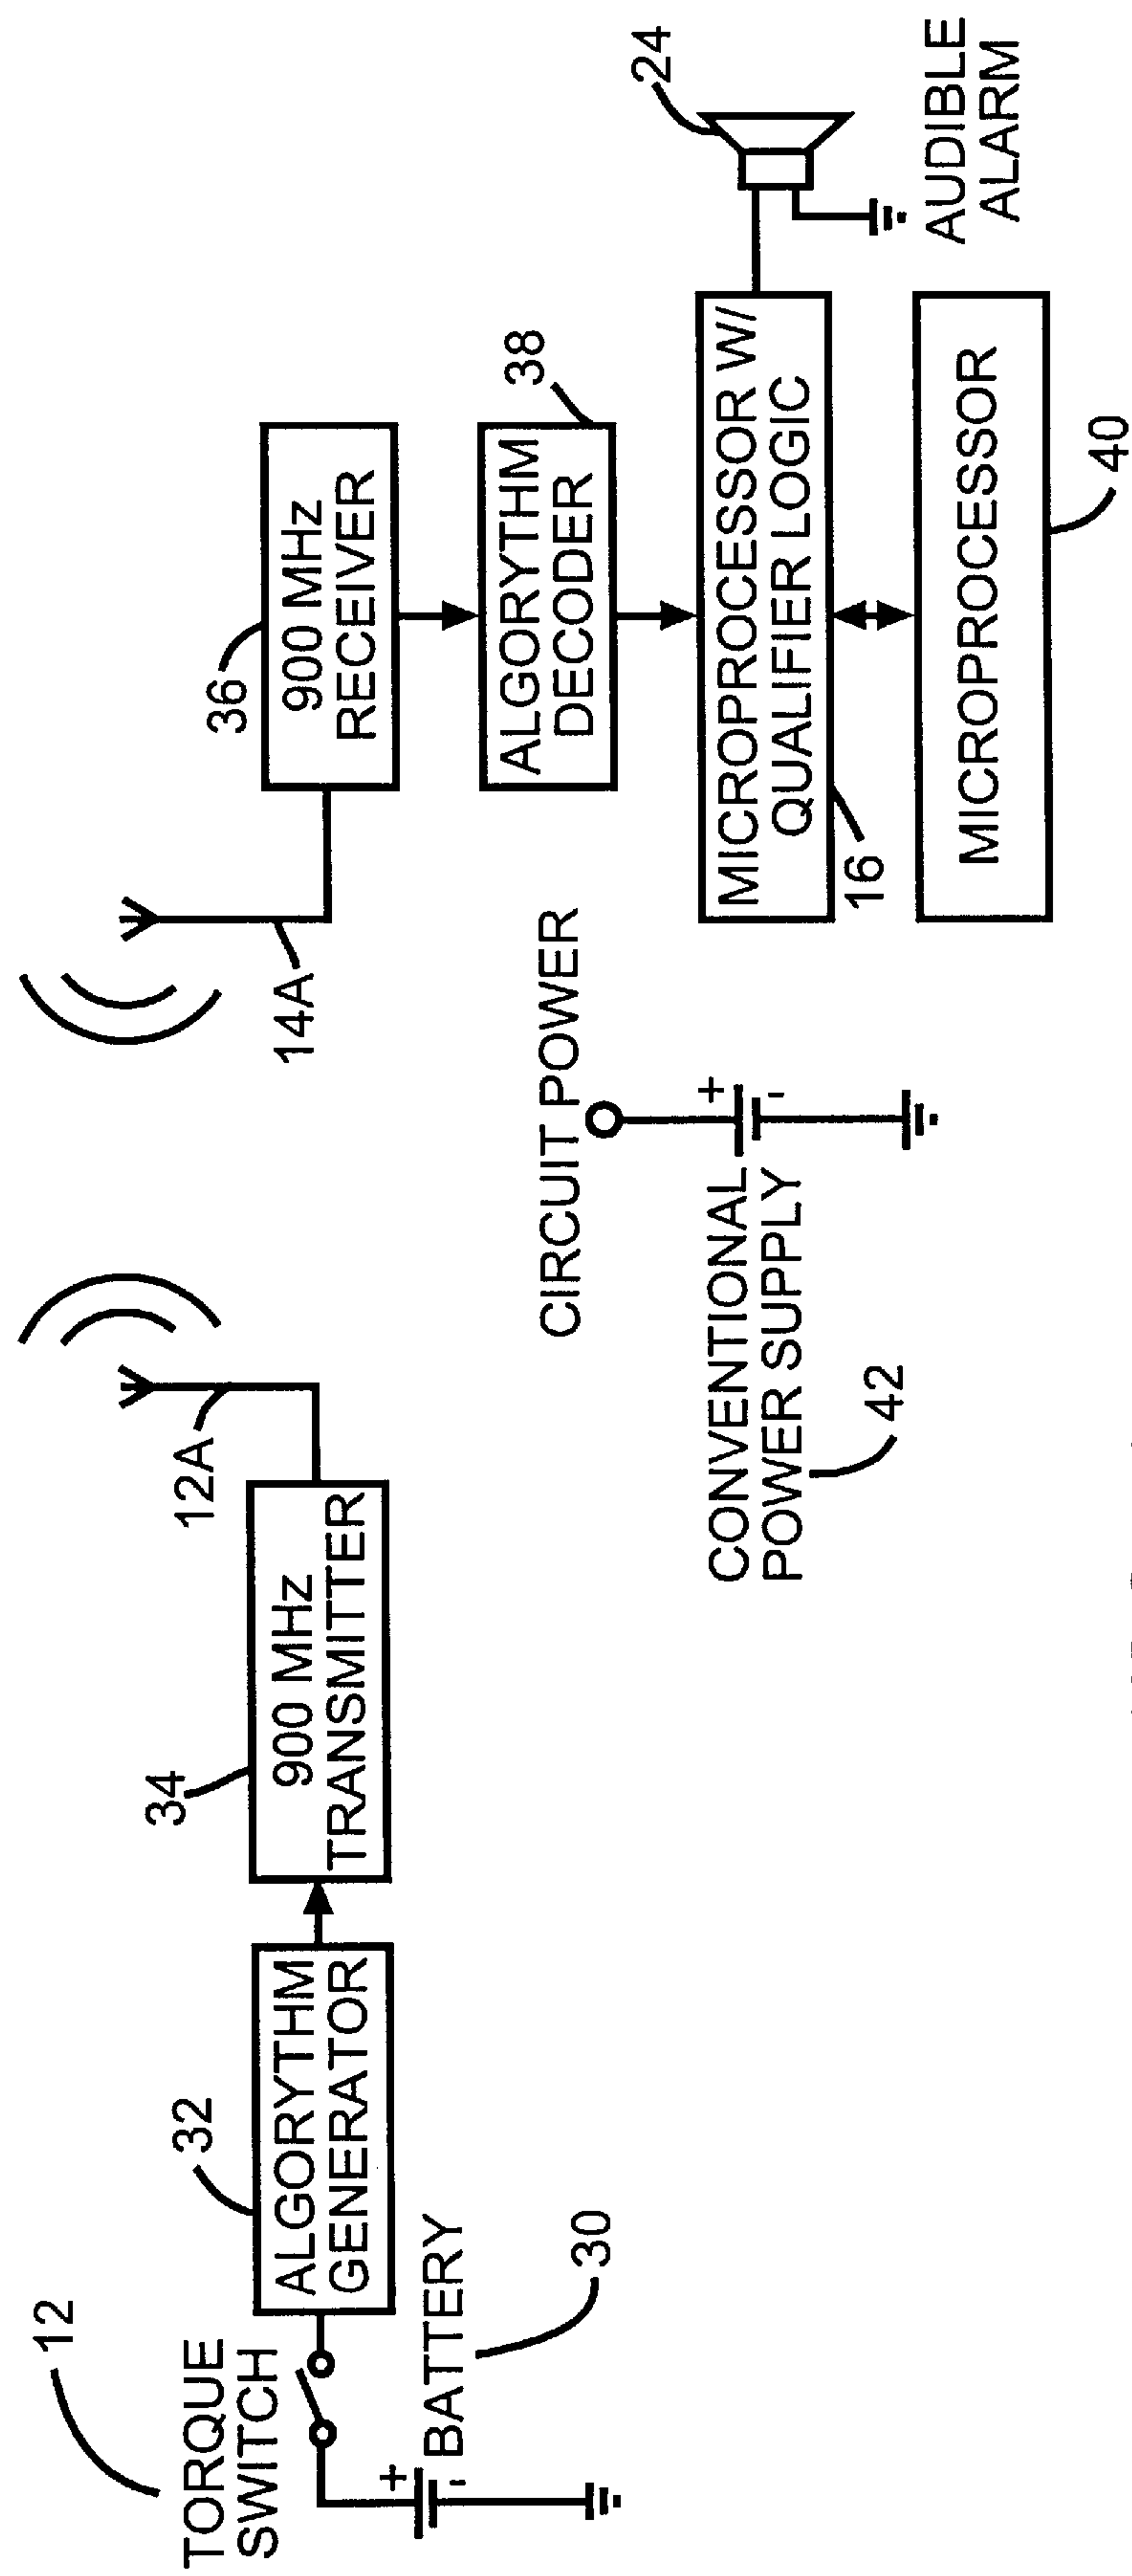 12
TORQUE
SWITCH
BATTERY
+
-
30
32
ALGORYTHM
GENERATOR
34
900 MHz
TRANSMITTER
12A
14A
36
900 MHz
RECEIVER
ALGORYTHM
DECODER
38
CIRCUIT POWER
+
-
CONVENTIONAL
POWER SUPPLY
42
MICROPROCESSOR W/
QUALIFIER LOGIC
16
24
AUDIBLE
ALARM
MICROPROCESSOR
40